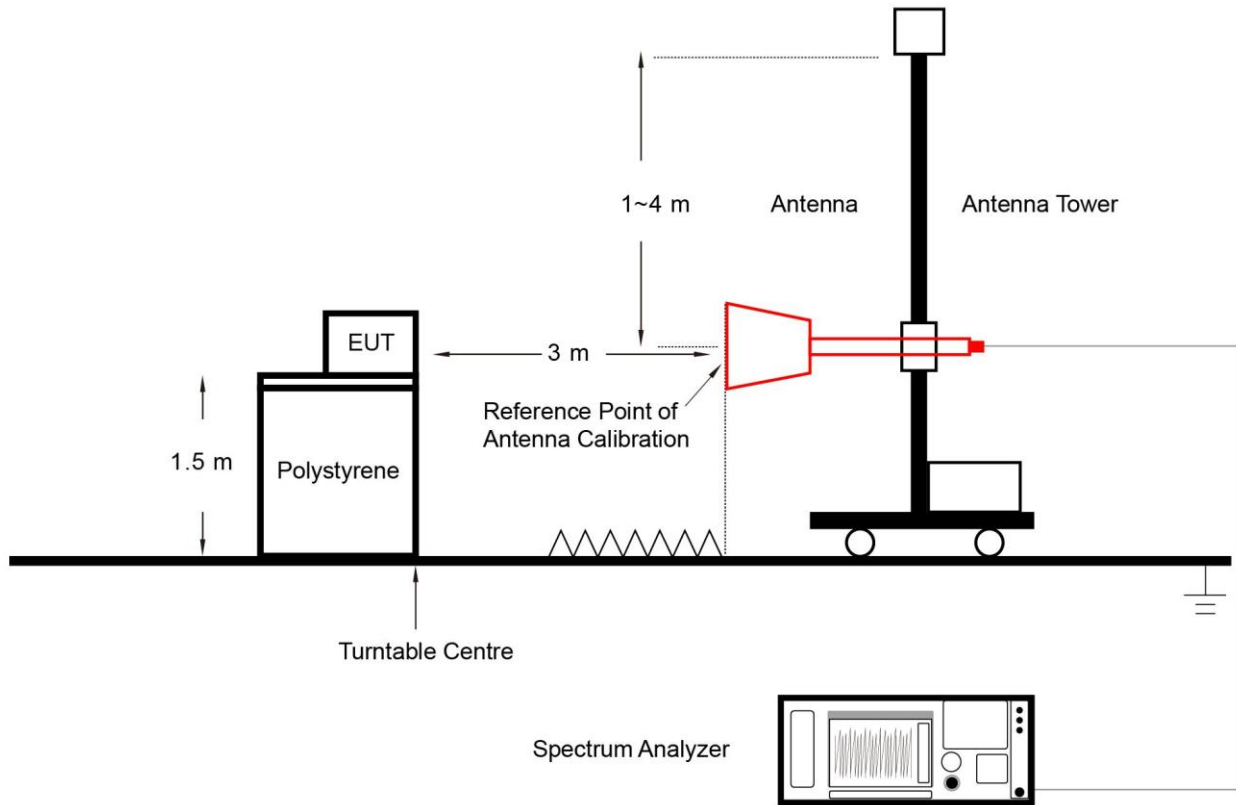 1~4 m
Antenna
Antenna Tower
EUT
3 m
Reference Point of
Antenna Calibration
1.5 m
Polystyrene
Turntable Centre
Spectrum Analyzer